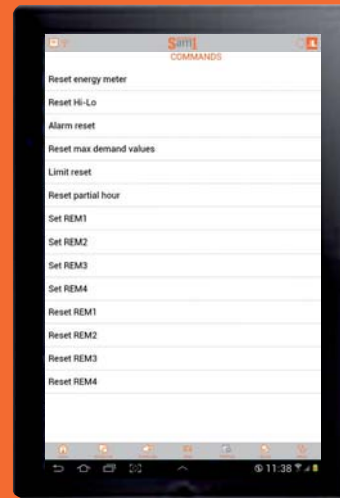 Sam1
COMMANDS
Reset energy meter
Reset Hi-Lo
Alarm reset
Reset max demand values
Limit reset
Reset partial hour
Set REM1
Set REM2
Set REM3
Set REM4
Reset REM1
Reset REM2
Reset REM3
Reset REM4
11:38